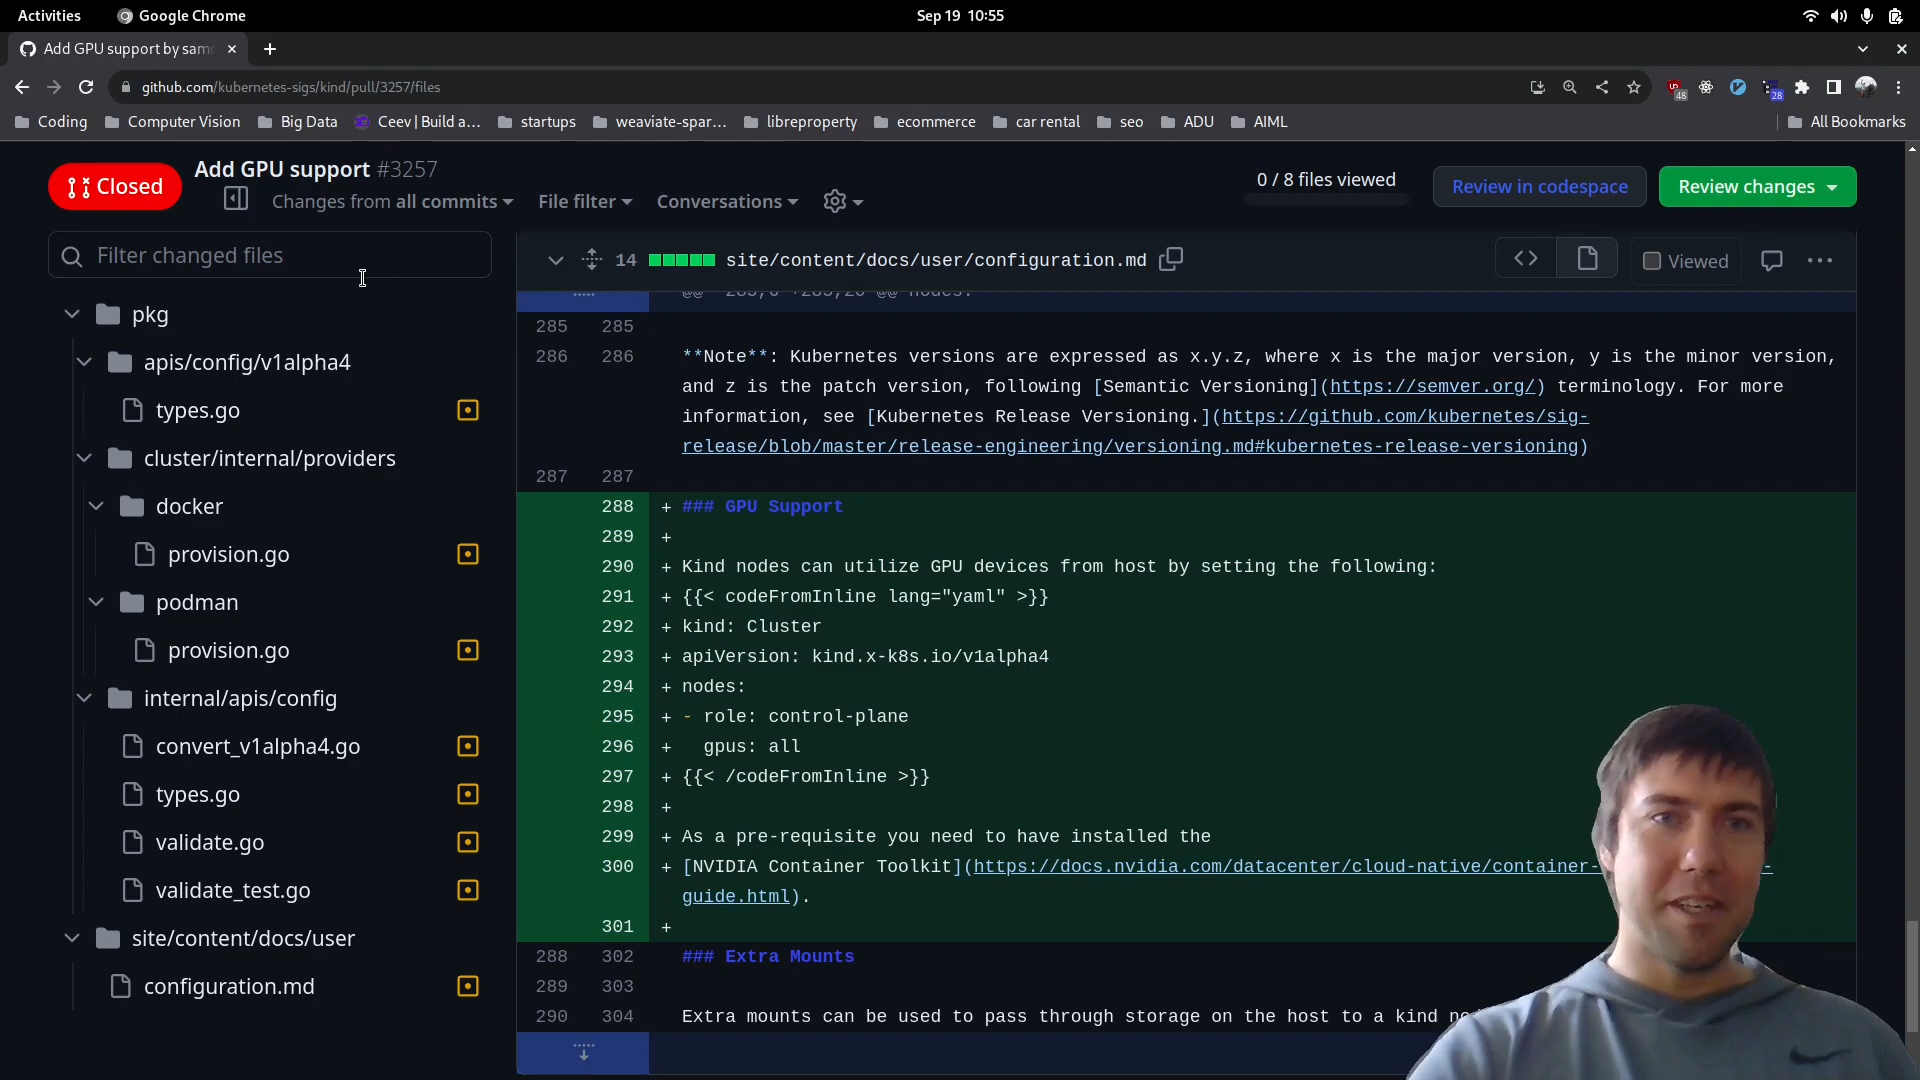 Activities
Google Chrome
Sep 19 10:55
Add GPU support by sam
github.com/kubernetes-sigs/kind/pull/3257/files
48
28
Coding
Computer Vision
Big Data
Ceev | Build a...
startups
weaviate-spar...
libreproperty
ecommerce
car rental
seo
ADU
AIML
All Bookmarks
Closed
Add GPU support #3257
Changes from all commits
File filter
Conversations
0 / 8 files viewed
Review in codespace
Review changes
Filter changed files
pkg
apis/config/v1alpha4
types.go
cluster/internal/providers
docker
provision.go
podman
provision.go
internal/apis/config
convert_v1alpha4.go
types.go
validate.go
validate_test.go
site/content/docs/user
configuration.md
14 site/content/docs/user/configuration.md
Viewed
285 285
286 286 **Note**: Kubernetes versions are expressed as x.y.z, where x is the major version, y is the minor version,
and z is the patch version, following [Semantic Versioning](https://semver.org/) terminology. For more
information, see [Kubernetes Release Versioning.](https://github.com/kubernetes/sig-
release/blob/master/release-engineering/versioning.md#kubernetes-release-versioning)
287 287
288 + ### GPU Support
289 +
290 + Kind nodes can utilize GPU devices from host by setting the following:
291 + {{< codeFromInline lang="yaml" >}}
292 + kind: Cluster
293 + apiVersion: kind.x-k8s.io/v1alpha4
294 + nodes:
295 + - role: control-plane
296 + gpus: all
297 + {{< /codeFromInline >}}
298 +
299 + As a pre-requisite you need to have installed the
300 + [NVIDIA Container Toolkit](https://docs.nvidia.com/datacenter/cloud-native/container-
guide.html).
301 +
288 302 ### Extra Mounts
289 303
290 304 Extra mounts can be used to pass through storage on the host to a kind